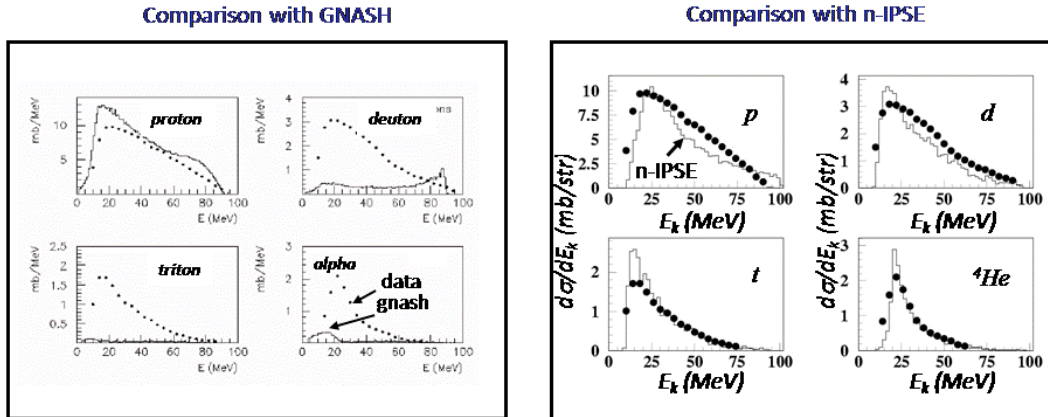 Comparison with GNASH
Comparison with n-IPSE
mb/MeV
10
5
proton
0 20 40 60 80 100
E (MeV)
mb/MeV
4
3
2
1
deuton
0 20 40 60 80 100
E (MeV)
mb/MeV
2.5
2
1.5
1
0.5
triton
0 20 40 60 80 100
E (MeV)
mb/MeV
3
2
1
alpha
data
gnash
0 20 40 60 80 100
E (MeV)
dσ/dEk (mb/str)
10
7.5
5
2.5
0
p
n-IPSE
0 25 50 75 100
Ek (MeV)
4
3
2
1
0
d
0 25 50 75 100
Ek (MeV)
dσ/dEk (mb/str)
2
1
0
t
0 25 50 75 100
Ek (MeV)
3
2
1
0
⁴He
0 25 50 75 100
Ek (MeV)